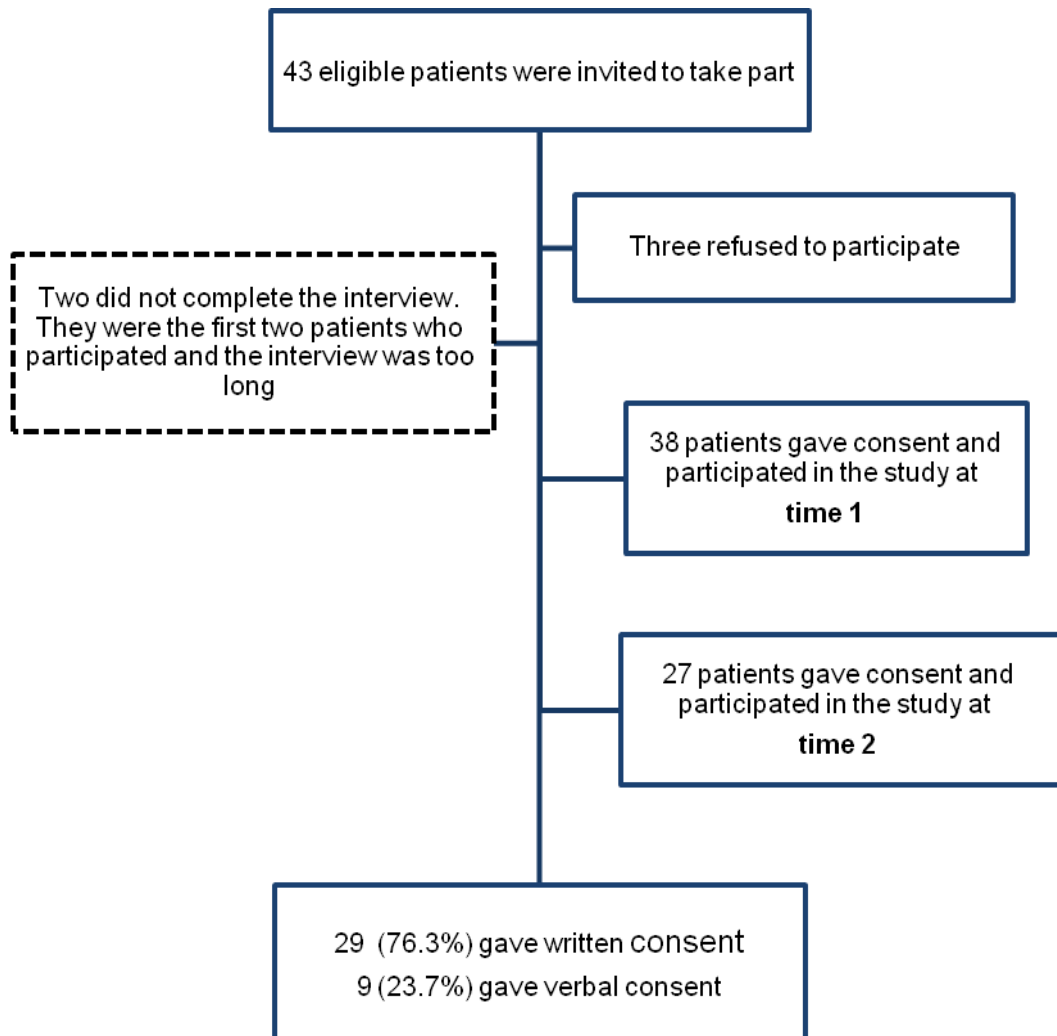 43 eligible patients were invited to take part
Three refused to participate
Two did not complete the interview.
They were the first two patients who
participated and the interview was too
long
38 patients gave consent and
participated in the study at
time 1
27 patients gave consent and
participated in the study at
time 2
29 (76.3%) gave written consent
9 (23.7%) gave verbal consent